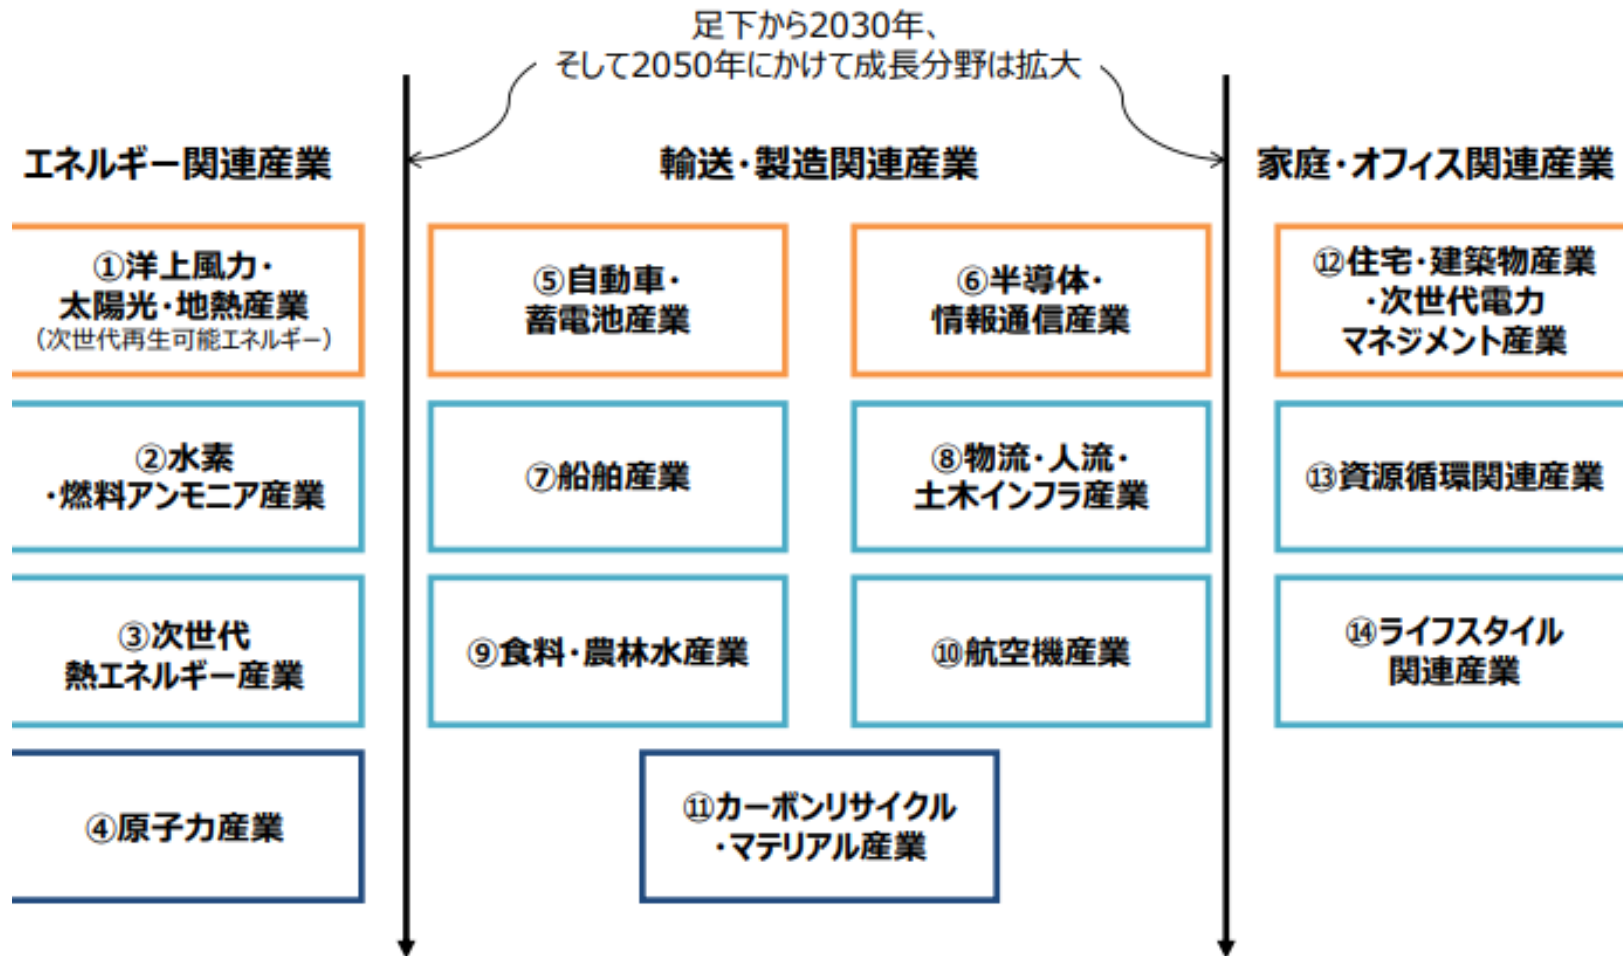 足下から2030年、
そして2050年にかけて成長分野は拡大
エネルギー関連産業
輸送・製造関連産業
家庭・オフィス関連産業
①洋上風力・
太陽光・地熱産業
（次世代再生可能エネルギー）
⑤自動車・
蓄電池産業
⑥半導体・
情報通信産業
⑫住宅・建築物産業
・次世代電力
マネジメント産業
②水素
・燃料アンモニア産業
⑦船舶産業
⑧物流・人流・
土木インフラ産業
⑬資源循環関連産業
③次世代
熱エネルギー産業
⑨食料・農林水産業
⑩航空機産業
⑭ライフスタイル
関連産業
④原子力産業
⑪カーボンリサイクル
・マテリアル産業